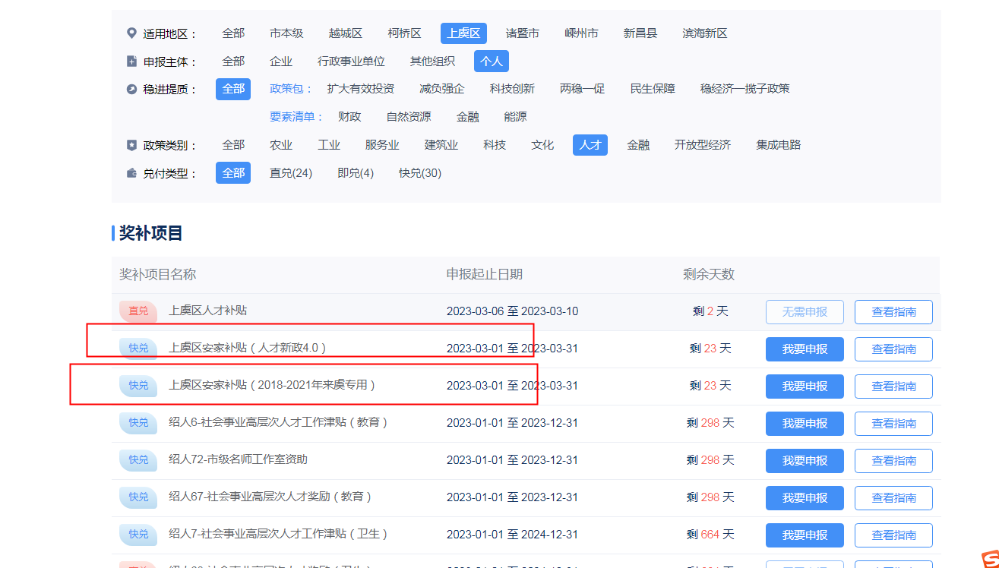 适用地区： 全部 市本级 越城区 柯桥区 上虞区 诸暨市 嵊州市 新昌县 滨海新区
申报主体： 全部 企业 行政事业单位 其他组织 个人
稳进提质： 全部 政策包： 扩大有效投资 减负强企 科技创新 两稳一促 民生保障 稳经济一揽子政策
要素清单： 财政 自然资源 金融 能源
政策类别： 全部 农业 工业 服务业 建筑业 科技 文化 人才 金融 开放型经济 集成电路
兑付类型： 全部 直兑(24) 即兑(4) 快兑(30)
奖补项目
奖补项目名称 申报起止日期 剩余天数
直兑 上虞区人才补贴 2023-03-06 至 2023-03-10 剩 2 天 无需申报 查看指南
快兑 上虞区安家补贴（人才新政4.0） 2023-03-01 至 2023-03-31 剩 23 天 我要申报 查看指南
快兑 上虞区安家补贴（2018-2021年来虞专用） 2023-03-01 至 2023-03-31 剩 23 天 我要申报 查看指南
快兑 绍人6-社会事业高层次人才工作津贴（教育） 2023-01-01 至 2023-12-31 剩 298 天 我要申报 查看指南
快兑 绍人72-市级名师工作室资助 2023-01-01 至 2023-12-31 剩 298 天 我要申报 查看指南
快兑 绍人67-社会事业高层次人才奖励（教育） 2023-01-01 至 2023-12-31 剩 298 天 我要申报 查看指南
快兑 绍人7-社会事业高层次人才工作津贴（卫生） 2023-01-01 至 2024-12-31 剩 664 天 我要申报 查看指南